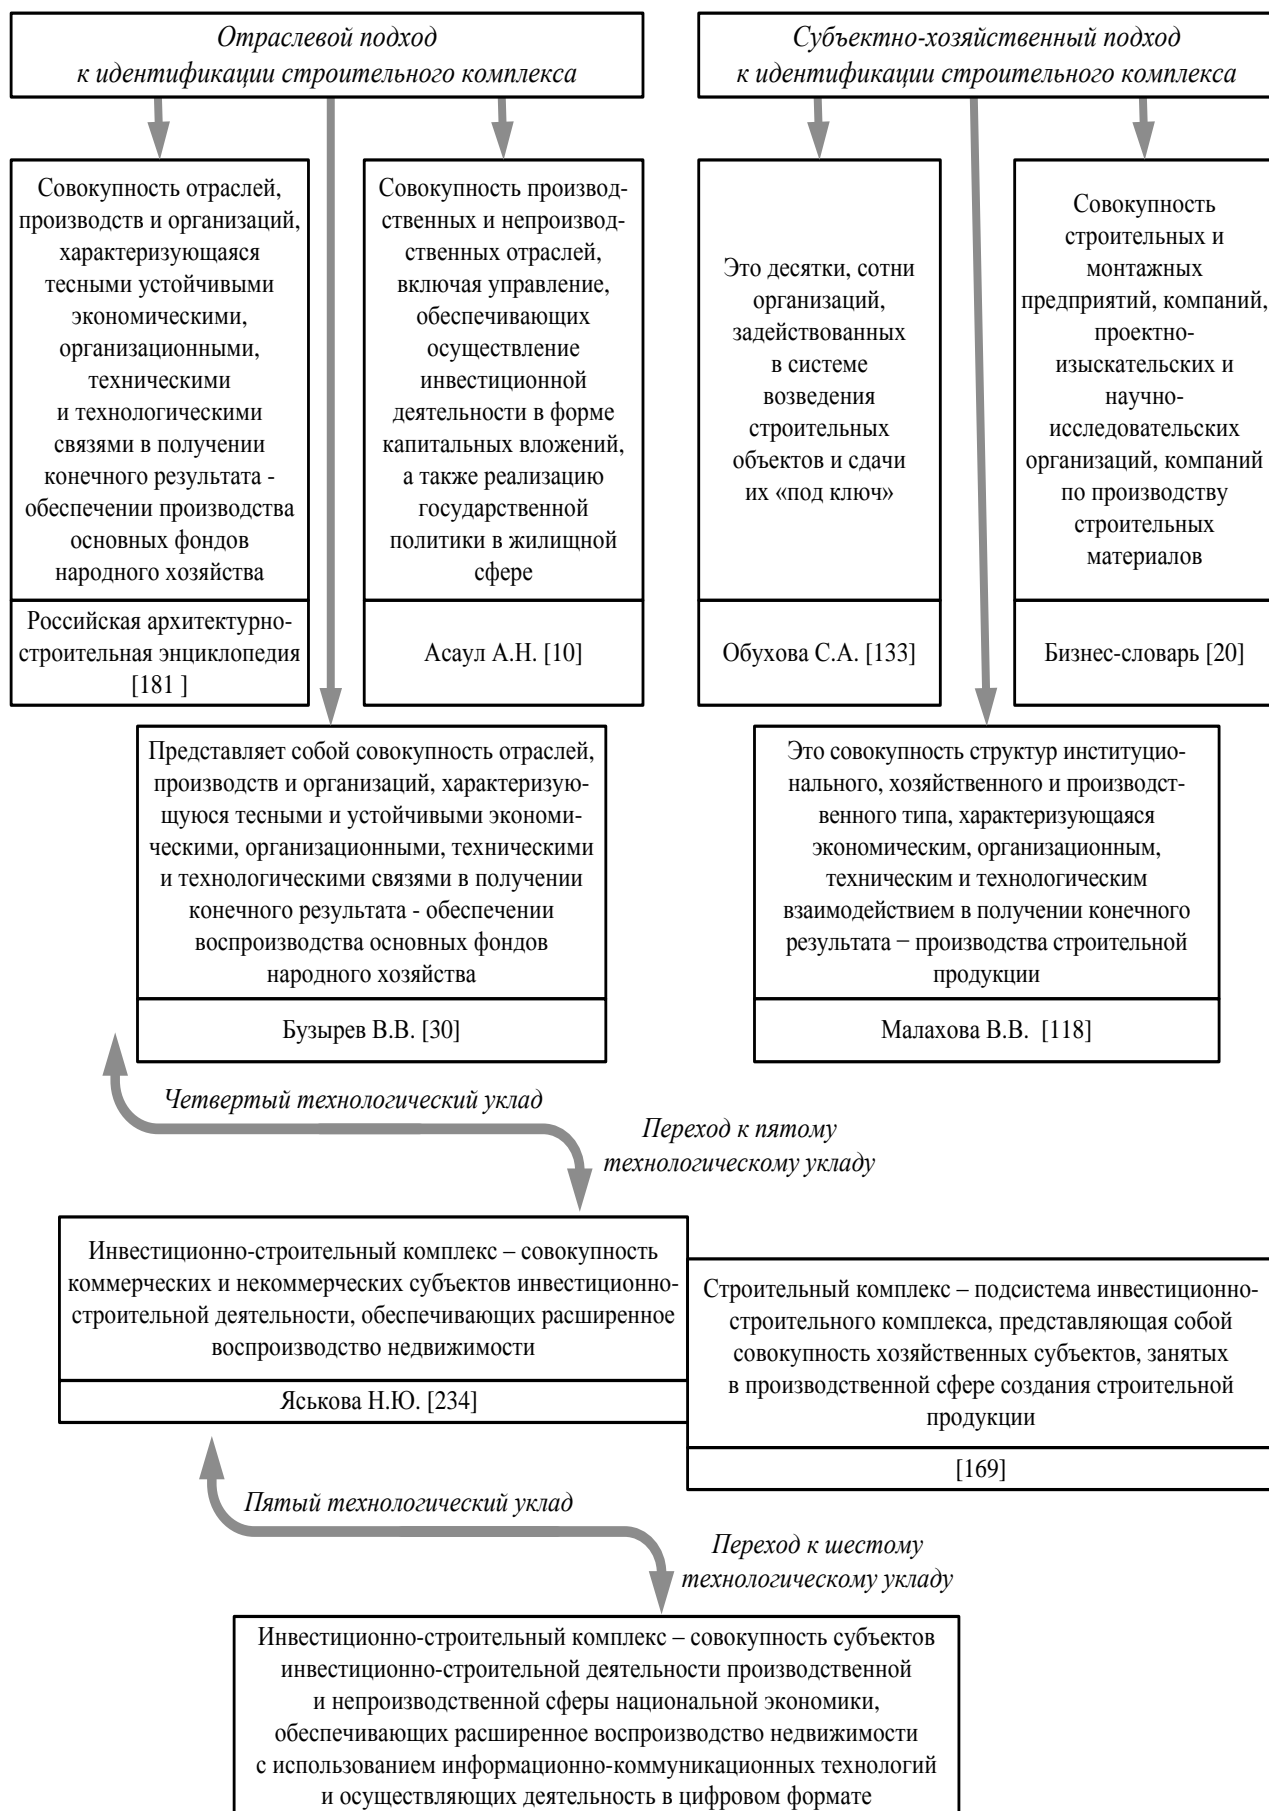 Отраслевой подход
к идентификации строительного комплекса
Субъектно-хозяйственный подход
к идентификации строительного комплекса
Совокупность отраслей,
производств и организаций,
характеризующаяся
тесными устойчивыми
экономическими,
организационными,
техническими
и технологическими
связями в получении
конечного результата -
обеспечении производства
основных фондов
народного хозяйства
Российская архитектурно-
строительная энциклопедия
[181 ]
Совокупность производ-
ственных и непроизвод-
ственных отраслей,
включая управление,
обеспечивающих
осуществление
инвестиционной
деятельности в форме
капитальных вложений,
а также реализацию
государственной
политики в жилищной
сфере
Асаул А.Н. [10]
Это десятки, сотни
организаций,
задействованных
в системе
возведения
строительных
объектов и сдачи
их «под ключ»
Обухова С.А. [133]
Совокупность
строительных и
монтажных
предприятий, компаний,
проектно-
изыскательских и
научно-
исследовательских
организаций, компаний
по производству
строительных
материалов
Бизнес-словарь [20]
Представляет собой совокупность отраслей,
производств и организаций, характеризую-
щуюся тесными и устойчивыми экономи-
ческими, организационными, техническими
и технологическими связями в получении
конечного результата - обеспечении
воспроизводства основных фондов
народного хозяйства
Бузырев В.В. [30]
Это совокупность структур институцио-
нального, хозяйственного и производст-
венного типа, характеризующаяся
экономическим, организационным,
техническим и технологическим
взаимодействием в получении конечного
результата – производства строительной
продукции
Малахова В.В. [118]
Четвертый технологический уклад
Переход к пятому
технологическому укладу
Инвестиционно-строительный комплекс – совокупность
коммерческих и некоммерческих субъектов инвестиционно-
строительной деятельности, обеспечивающих расширенное
воспроизводство недвижимости
Яськова Н.Ю. [234]
Строительный комплекс – подсистема инвестиционно-
строительного комплекса, представляющая собой
совокупность хозяйственных субъектов, занятых
в производственной сфере создания строительной
продукции
[169]
Пятый технологический уклад
Переход к шестому
технологическому укладу
Инвестиционно-строительный комплекс – совокупность субъектов
инвестиционно-строительной деятельности производственной
и непроизводственной сферы национальной экономики,
обеспечивающих расширенное воспроизводство недвижимости
с использованием информационно-коммуникационных технологий
и осуществляющих деятельность в цифровом формате